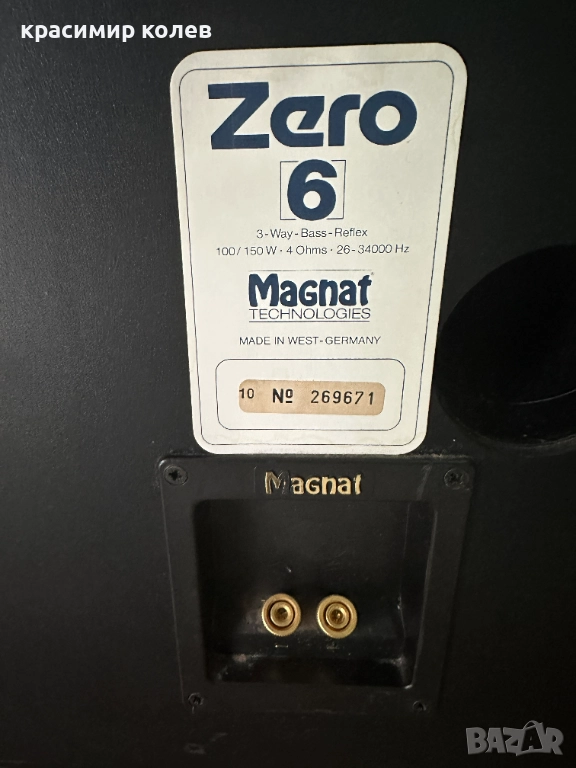 красимир колев
Zero
[6]
3-Way-Bass-Reflex
100/150 W · 4 Ohms · 26-34000 Hz
Magnat
TECHNOLOGIES
MADE IN WEST-GERMANY
10 № 269671
Magnat
- +
BAZAR